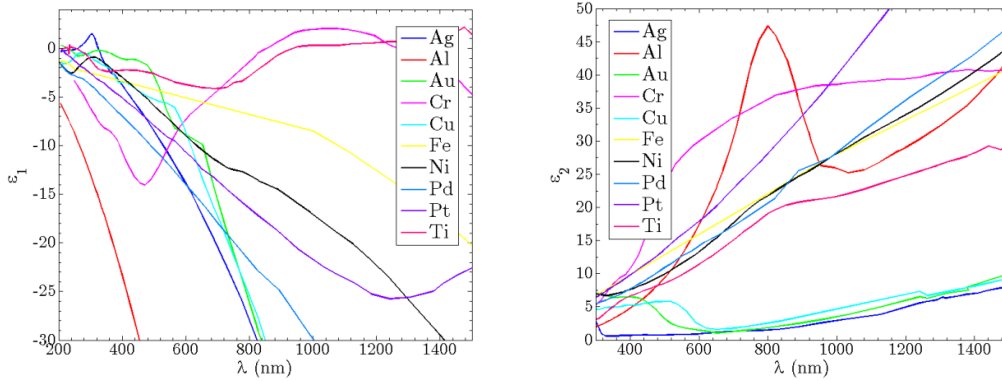 0
-5
-10
-15
-20
-25
-30
200
400
600
800
1000
1200
1400
λ (nm)
ε1
Ag
Al
Au
Cr
Cu
Fe
Ni
Pd
Pt
Ti
50
45
40
35
30
25
20
15
10
5
0
400
600
800
1000
1200
1400
λ (nm)
ε2
Ag
Al
Au
Cr
Cu
Fe
Ni
Pd
Pt
Ti